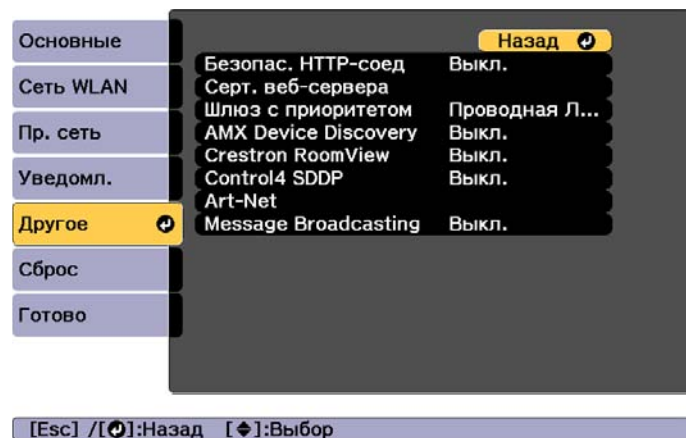 Основные
Сеть WLAN
Пр. сеть
Уведомл.
Другое
Сброс
Готово
Назад
Безопас. HTTP-соед Выкл.
Серт. веб-сервера
Шлюз с приоритетом Проводная Л...
AMX Device Discovery Выкл.
Crestron RoomView Выкл.
Control4 SDDP Выкл.
Art-Net
Message Broadcasting Выкл.
[Esc] /[⏎]:Назад [◆]:Выбор